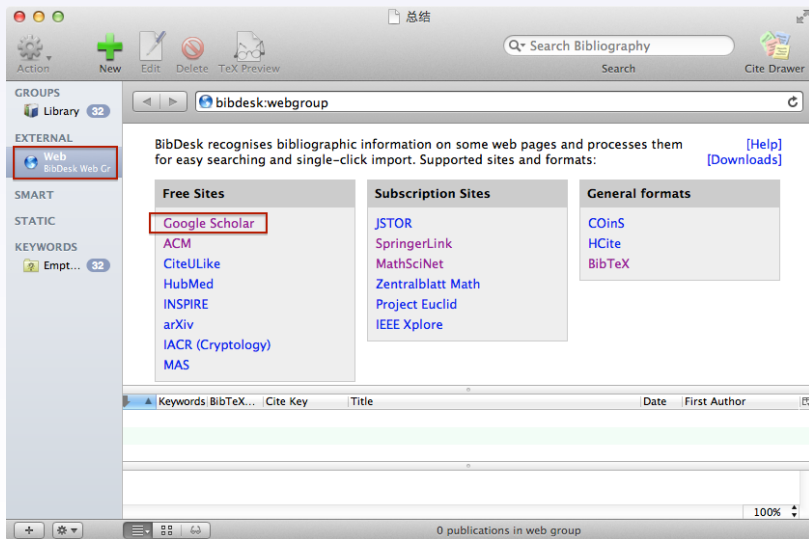 总结
Action
New
Edit
Delete
TeX Preview
Search Bibliography
Search
Cite Drawer
GROUPS
Library 32
EXTERNAL
Web
BibDesk Web Gr
SMART
STATIC
KEYWORDS
Empt... 32
bibdesk:webgroup
BibDesk recognises bibliographic information on some web pages and processes them
for easy searching and single-click import. Supported sites and formats:
[Help]
[Downloads]
Free Sites
Google Scholar
ACM
CiteULike
HubMed
INSPIRE
arXiv
IACR (Cryptology)
MAS
Subscription Sites
JSTOR
SpringerLink
MathSciNet
Zentralblatt Math
Project Euclid
IEEE Xplore
General formats
COinS
HCite
BibTeX
Keywords BibTeX... Cite Key Title Date First Author
100%
0 publications in web group